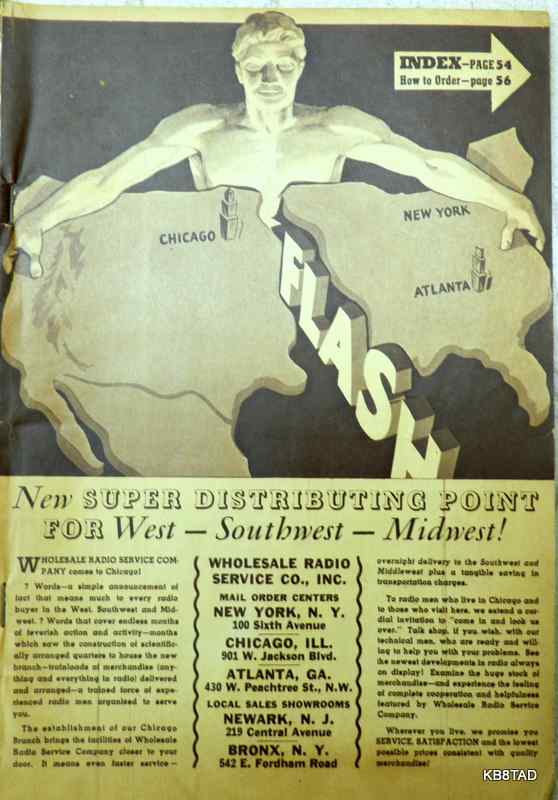 INDEX—PAGE 54
How to Order—page 56
CHICAGO
NEW YORK
ATLANTA
FLASH
New SUPER DISTRIBUTING POINT
FOR West — Southwest — Midwest!
WHOLESALE RADIO SERVICE COM-
PANY comes to Chicago!
7 Words—a simple announcement of
fact that means much to every radio
buyer in the West, Southwest and Mid-
west. 7 Words that cover endless months
of feverish action and activity—months
which saw the construction of scientific-
ally arranged quarters to house the new
branch—trainloads of merchandise (any-
thing and everything in radio) delivered
and arranged—a trained force of expe-
rienced radio men organized to serve
you.
The establishment of our Chicago
Branch brings the facilities of Wholesale
Radio Service Company closer to your
door. It means even faster service—
WHOLESALE RADIO
SERVICE CO., INC.
MAIL ORDER CENTERS
NEW YORK, N. Y.
100 Sixth Avenue
CHICAGO, ILL.
901 W. Jackson Blvd.
ATLANTA, GA.
430 W. Peachtree St., N.W.
LOCAL SALES SHOWROOMS
NEWARK, N. J.
219 Central Avenue
BRONX, N. Y.
542 E. Fordham Road
overnight delivery to the Southwest and
Middlewest plus a tangible saving in
transportation charges.
To radio men who live in Chicago and
to those who visit here, we extend a cor-
dial invitation to "come in and look us
over." Talk shop, if you wish, with our
technical men, who are ready and will-
ing to help you with your problems. See
the newest developments in radio always
on display! Examine the huge stock of
merchandise—and experience the feeling
of complete cooperation and helpfulness
featured by Wholesale Radio Service
Company.
Wherever you live, we promise you
SERVICE, SATISFACTION and the lowest
possible prices consistent with quality
merchandise!
KB8TAD